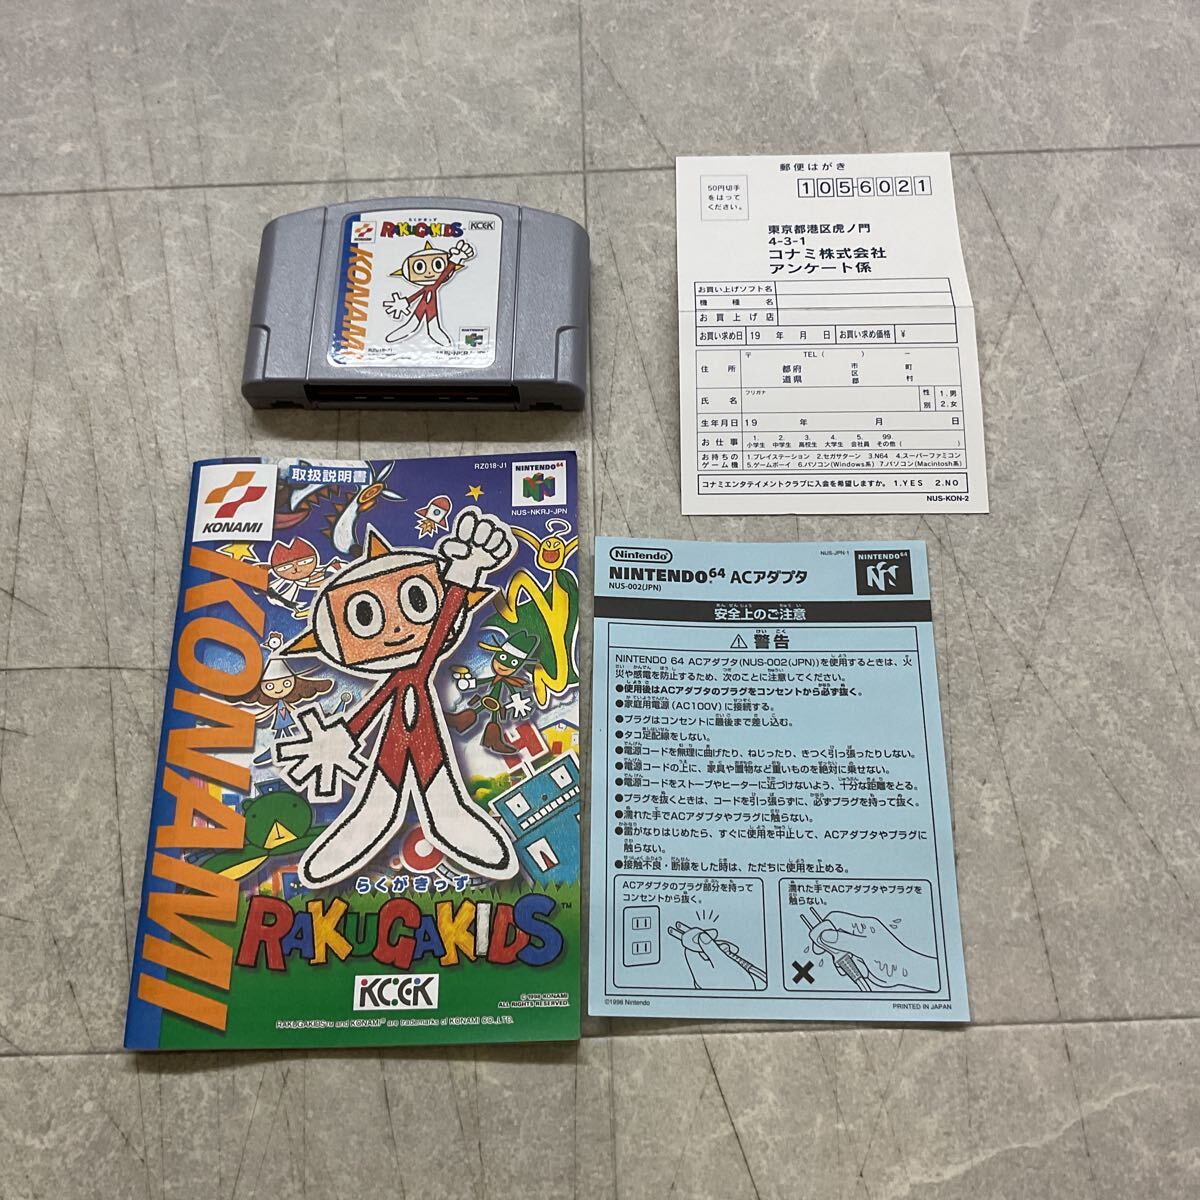 らくがきっず
RAKUGAKIDS
KCEK
KONAMI
KONAMI
NINTENDO64
NUS-NKRJ-JPN
郵便はがき
50円切手
をはって
ください。
1056021
東京都港区虎ノ門
4-3-1
コナミ株式会社
アンケート係
お買い上げソフト名
機種名
お買上げ店
お買い求め日 19 年 月 日 お買い求め価格 ¥
〒 TEL ( ) −
住所 都府道県 市区郡 町村
フリガナ
氏名 性別 1.男 2.女
生年月日 19 年 月 日
お仕事 1.小学生 2.中学生 3.高校生 4.大学生 5.会社員 99.その他 ( )
お持ちのゲーム機 1.プレイステーション 2.セガサターン 3.N64 4.スーパーファミコン
5.ゲームボーイ 6.パソコン(Windows系) 7.パソコン(Macintosh系)
コナミエンタテイメントクラブに入会を希望しますか。 1.YES 2.NO
NUS-KON-2
KONAMI
取扱説明書
RZ018-J1
NINTENDO64
NUS-NKRJ-JPN
KONAMI
らくがきっず
RAKUGAKIDS™
KCEK
©1998 KONAMI
ALL RIGHTS RESERVED.
RAKUGAKIDS™ and KONAMI® are trademarks of KONAMI CO., LTD.
Nintendo
NUS-JPN-1
NINTENDO64 ACアダプタ
NUS-002(JPN)
NINTENDO64
安全上のご注意
⚠警告
NINTENDO 64 ACアダプタ(NUS-002(JPN))を使用するときは、火
災や感電を防止するため、次のことに注意してください。
●使用後はACアダプタのプラグをコンセントから必ず抜く。
●家庭用電源(AC100V)に接続する。
●プラグはコンセントに最後まで差し込む。
●タコ足配線をしない。
●電源コードを無理に曲げたり、ねじったり、きつく引っ張ったりしない。
●電源コードの上に、家具や置物など重いものを絶対に乗せない。
●電源コードをストーブやヒーターに近づけないよう、十分な距離をとる。
●プラグを抜くときは、コードを引っ張らずに、必ずプラグを持って抜く。
●濡れた手でACアダプタやプラグに触らない。
●雷がなりはじめたら、すぐに使用を中止して、ACアダプタやプラグに
触らない。
●接触不良・断線をした時は、ただちに使用を止める。
ACアダプタのプラグ部分を持って
コンセントから抜く。
濡れた手でACアダプタやプラグを
触らない。
©1996 Nintendo
PRINTED IN JAPAN